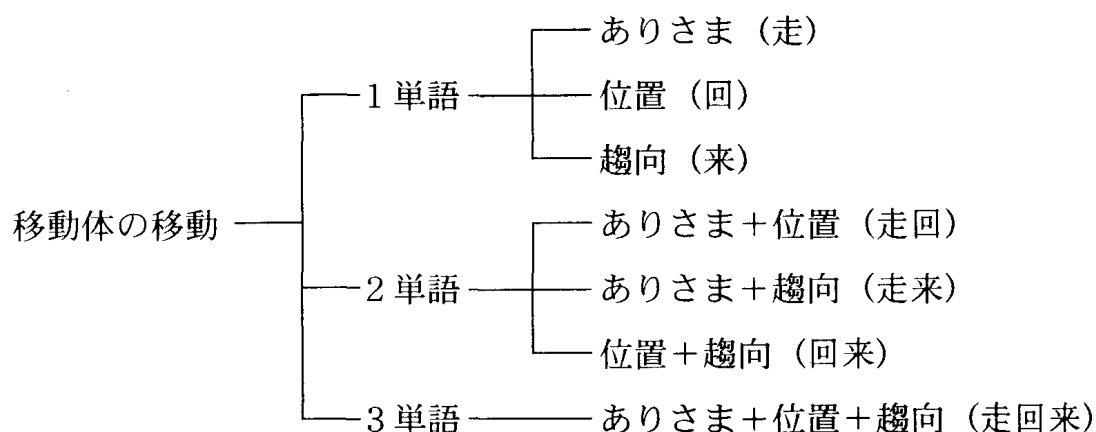 ありさま（走）
1単語
位置（回）
趨向（来）
移動体の移動
ありさま＋位置（走回）
2単語
ありさま＋趨向（走来）
位置＋趨向（回来）
3単語
ありさま＋位置＋趨向（走回来）